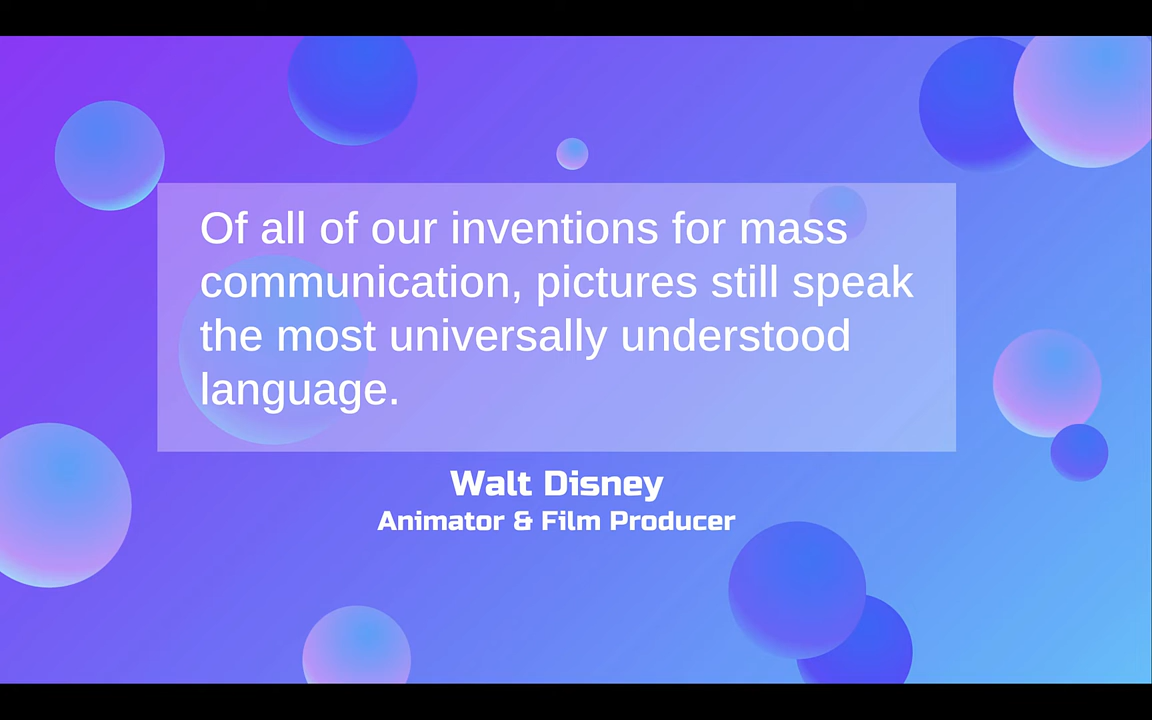 Of all of our inventions for mass
communication, pictures still speak
the most universally understood
language.
Walt Disney
Animator & Film Producer